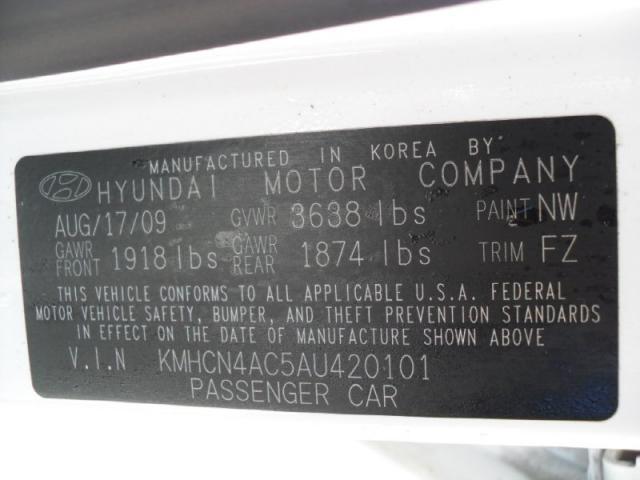 MANUFACTURED IN KOREA BY
HYUNDAI MOTOR COMPANY
AUG/17/09 GVWR 3638 lbs PAINT NW
GAWR FRONT 1918 lbs GAWR REAR 1874 lbs TRIM FZ
THIS VEHICLE CONFORMS TO ALL APPLICABLE U.S.A. FEDERAL
MOTOR VEHICLE SAFETY, BUMPER, AND THEFT PREVENTION STANDARDS
IN EFFECT ON THE DATE OF MANUFACTURE SHOWN ABOVE
V.I.N KMHCN4AC5AU420101
PASSENGER CAR